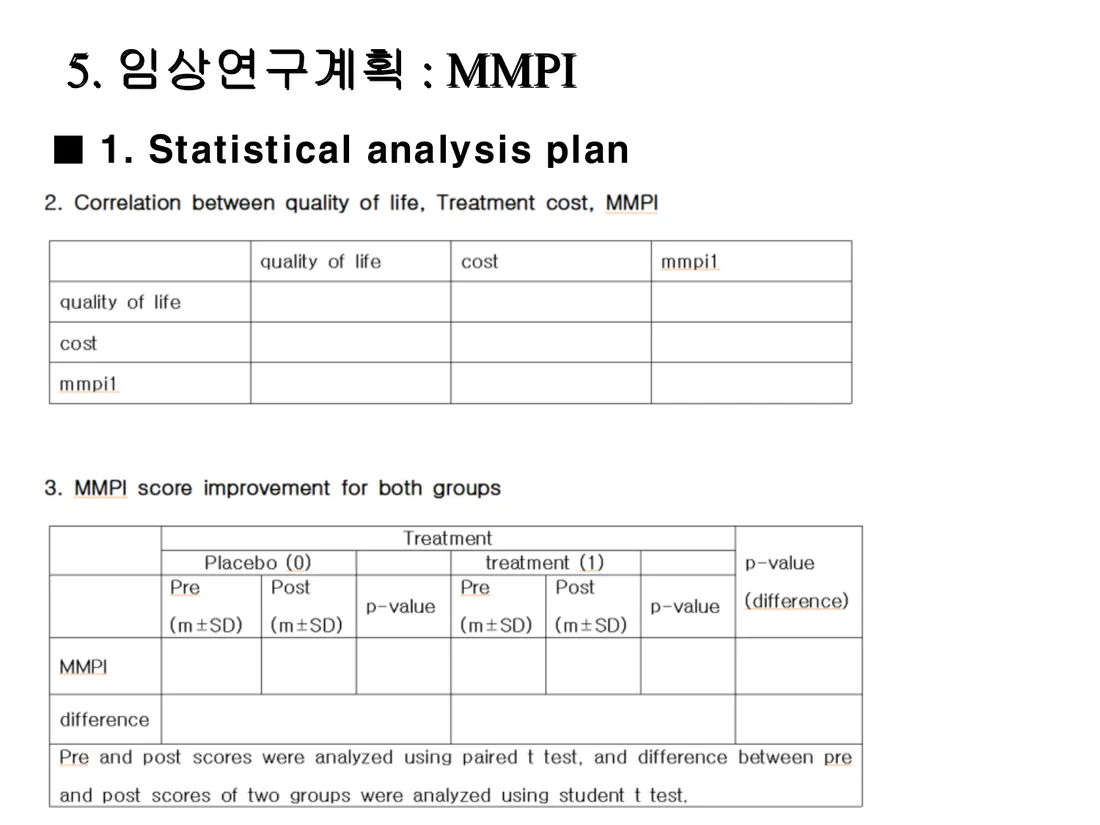 5. 임상연구계획 : MMPI
■ 1. Statistical analysis plan
2. Correlation between quality of life, Treatment cost, MMPI
quality of life cost mmpi1
quality of life
cost
mmpi1
3. MMPI score improvement for both groups
Treatment
Placebo (0) treatment (1)
p-value
(difference)
Pre Post Pre Post
p-value p-value
(m±SD) (m±SD) (m±SD) (m±SD)
MMPI
difference
Pre and post scores were analyzed using paired t test, and difference between pre
and post scores of two groups were analyzed using student t test.